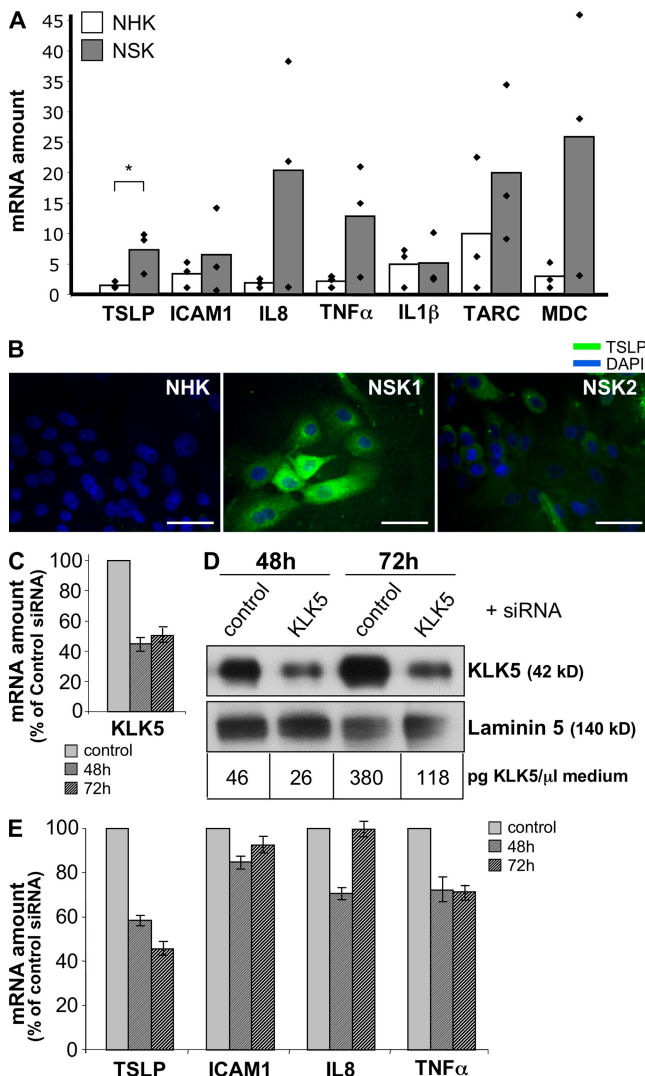 A
NHK
NSK
mRNA amount
45
40
35
30
25
20
15
10
5
0
*
TSLP ICAM1 IL8 TNFα IL1β TARC MDC
B
TSLP
DAPI
NHK NSK1 NSK2
C
mRNA amount
(% of Control siRNA)
100
80
60
40
20
0
KLK5
control
48h
72h
D
48h 72h
control KLK5 control KLK5 + siRNA
KLK5 (42 kD)
Laminin 5 (140 kD)
46 26 380 118 pg KLK5/μl medium
E
mRNA amount
(% of control siRNA)
100
80
60
40
20
0
control
48h
72h
TSLP ICAM1 IL8 TNFα